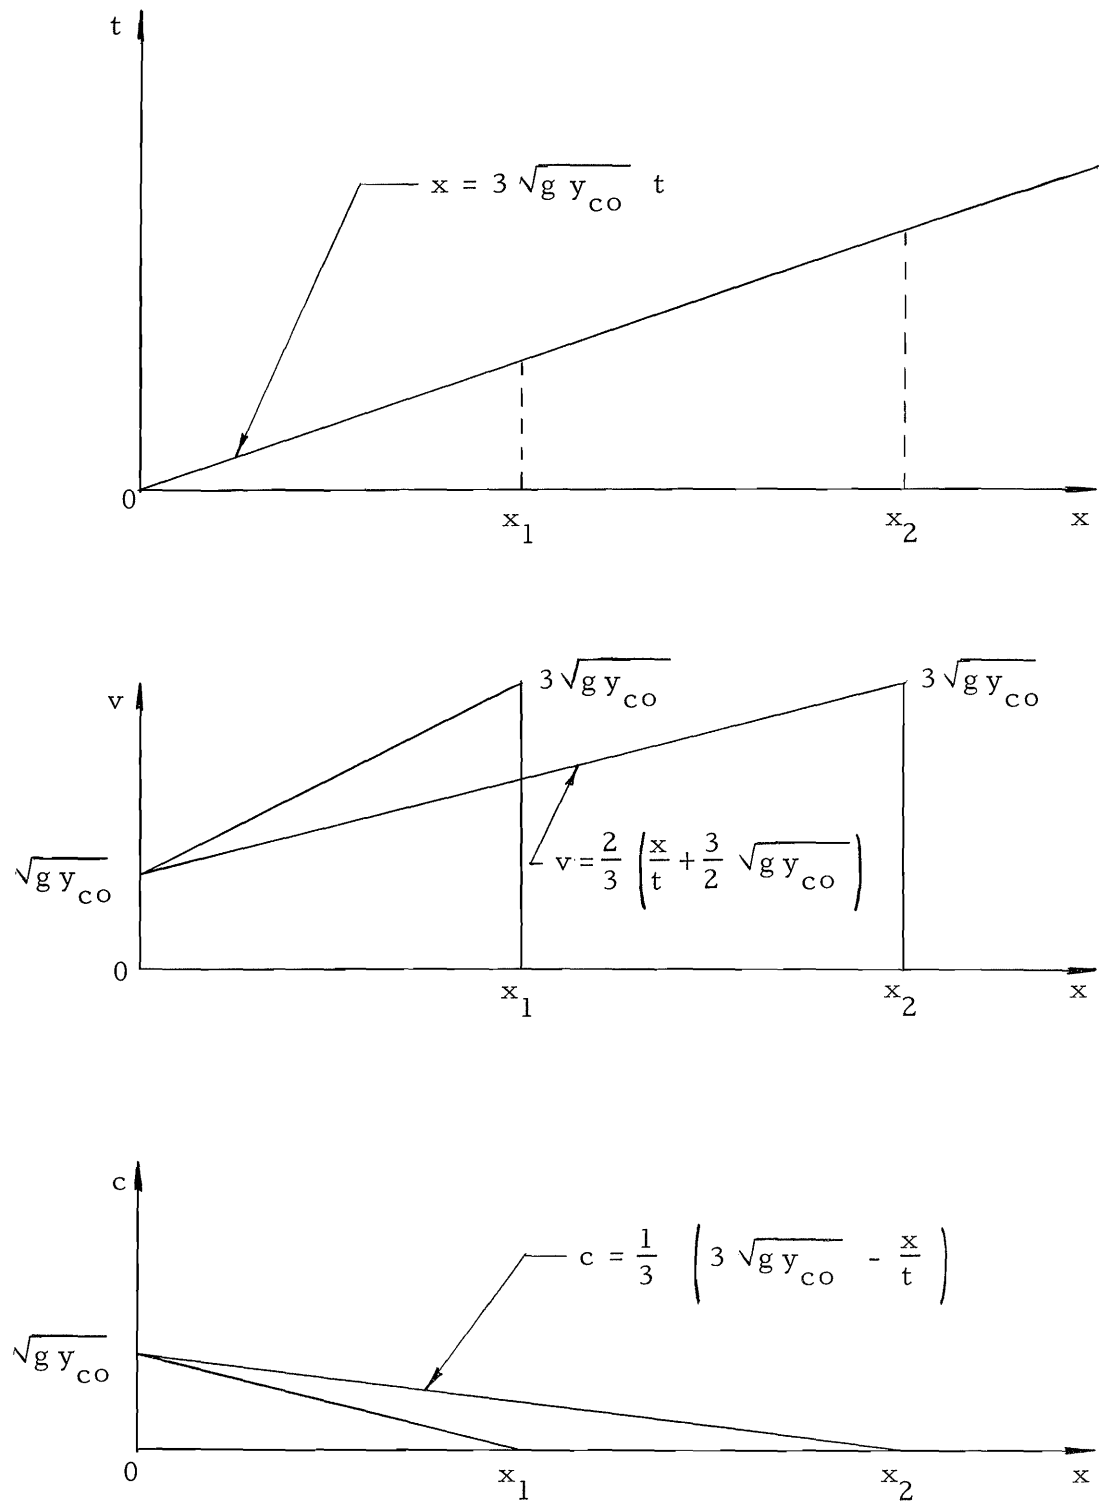 t
x = 3 √(g y_co) t
0
x_1
x_2
x
v
3 √(g y_co)
3 √(g y_co)
√(g y_co)
v = 2/3 (x/t + 3/2 √(g y_co))
0
x_1
x_2
x
c
c = 1/3 (3 √(g y_co) - x/t)
√(g y_co)
0
x_1
x_2
x